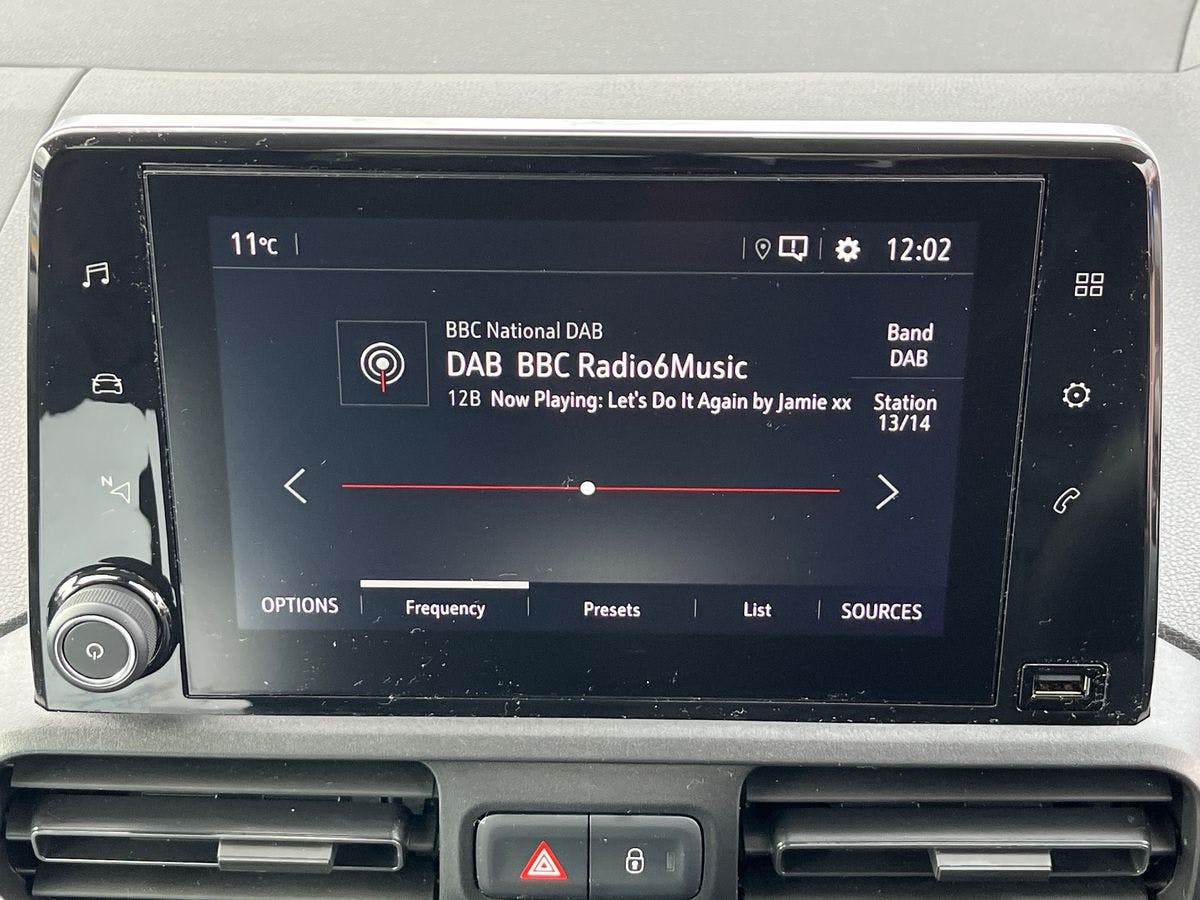 11°C
12:02
BBC National DAB
DAB BBC Radio6Music
12B Now Playing: Let's Do It Again by Jamie xx
Band
DAB
Station
13/14
N
OPTIONS
Frequency
Presets
List
SOURCES